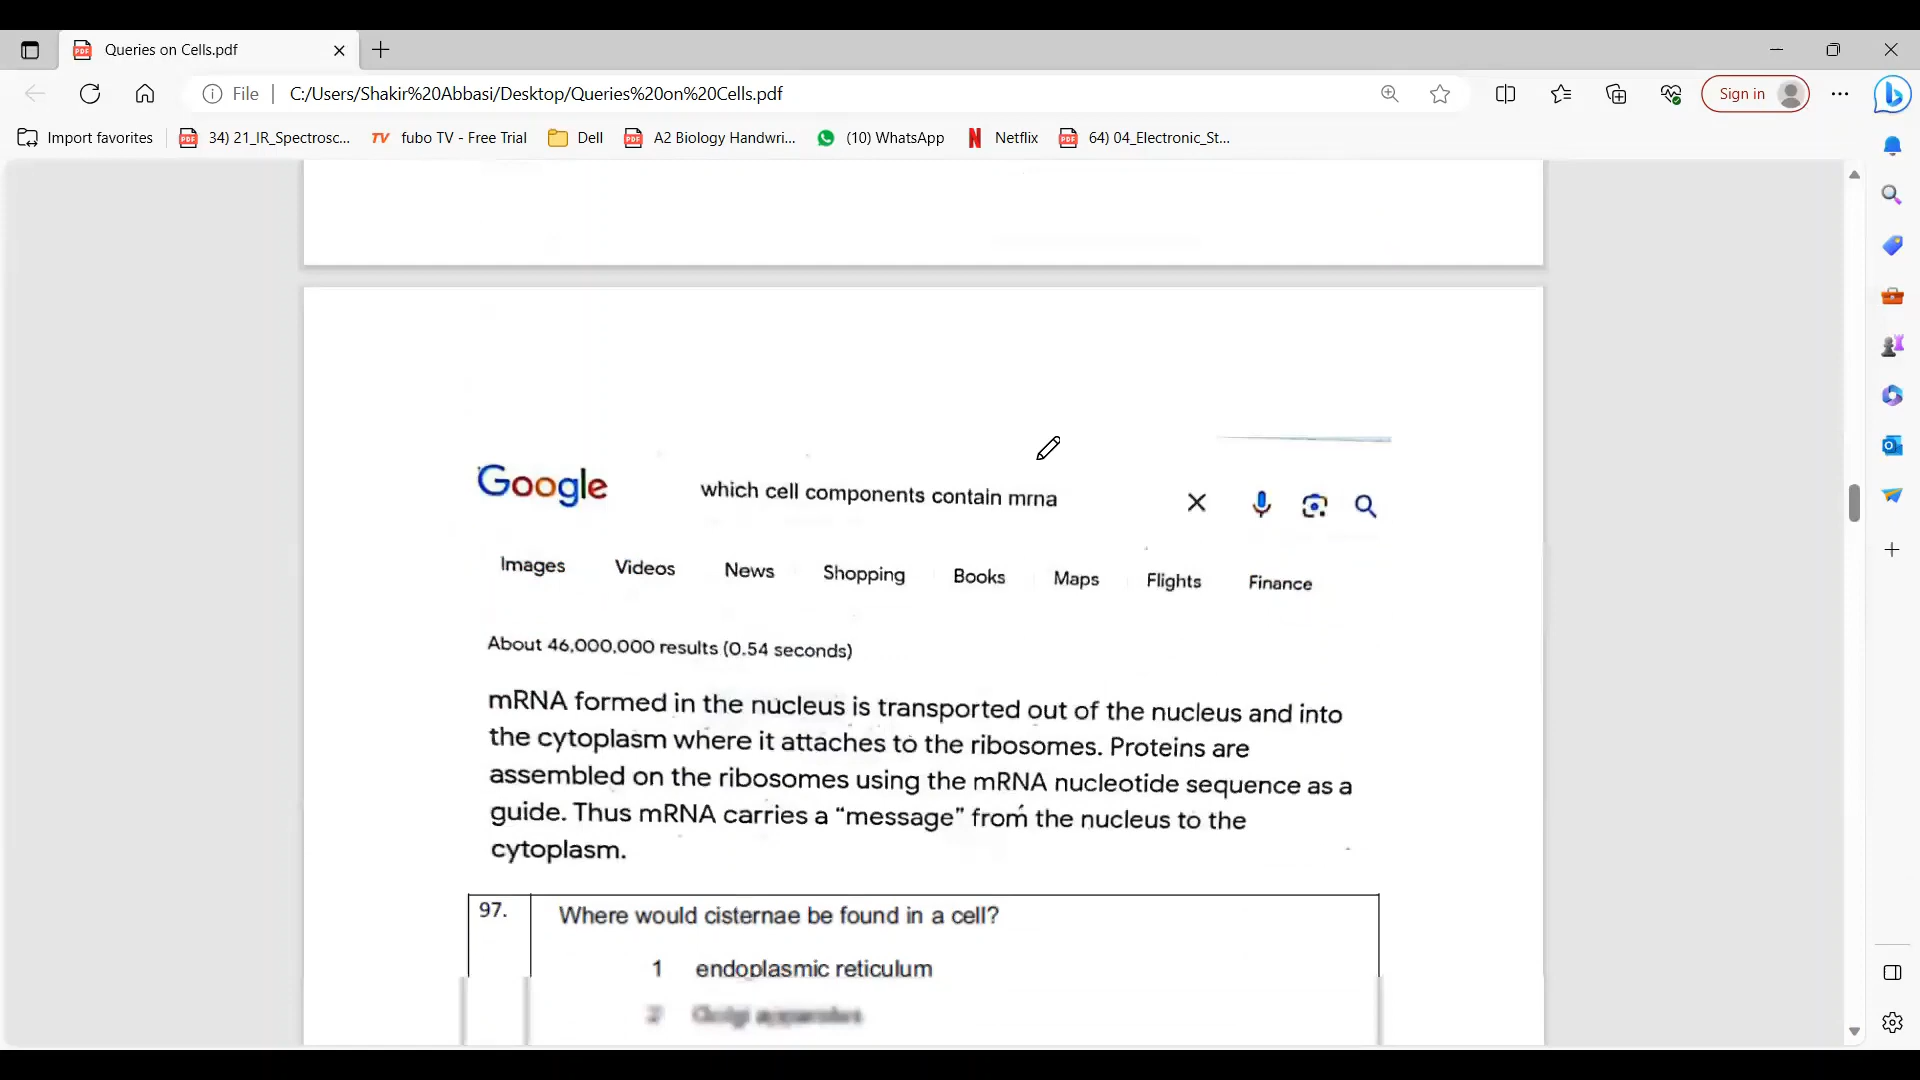 Queries on Cells.pdf
File
C:/Users/Shakir%20Abbasi/Desktop/Queries%20on%20Cells.pdf
Sign in
Import favorites
34) 21_IR_Spectrosc...
TV fubo TV - Free Trial
Dell
A2 Biology Handwri...
(10) WhatsApp
N Netflix
64) 04_Electronic_St...
Google
which cell components contain mrna
Images Videos News Shopping Books Maps Flights Finance
About 46,000,000 results (0.54 seconds)
mRNA formed in the nucleus is transported out of the nucleus and into
the cytoplasm where it attaches to the ribosomes. Proteins are
assembled on the ribosomes using the mRNA nucleotide sequence as a
guide. Thus mRNA carries a “message” from the nucleus to the
cytoplasm.
97. Where would cisternae be found in a cell?
1 endoplasmic reticulum
2 Golgi apparatus